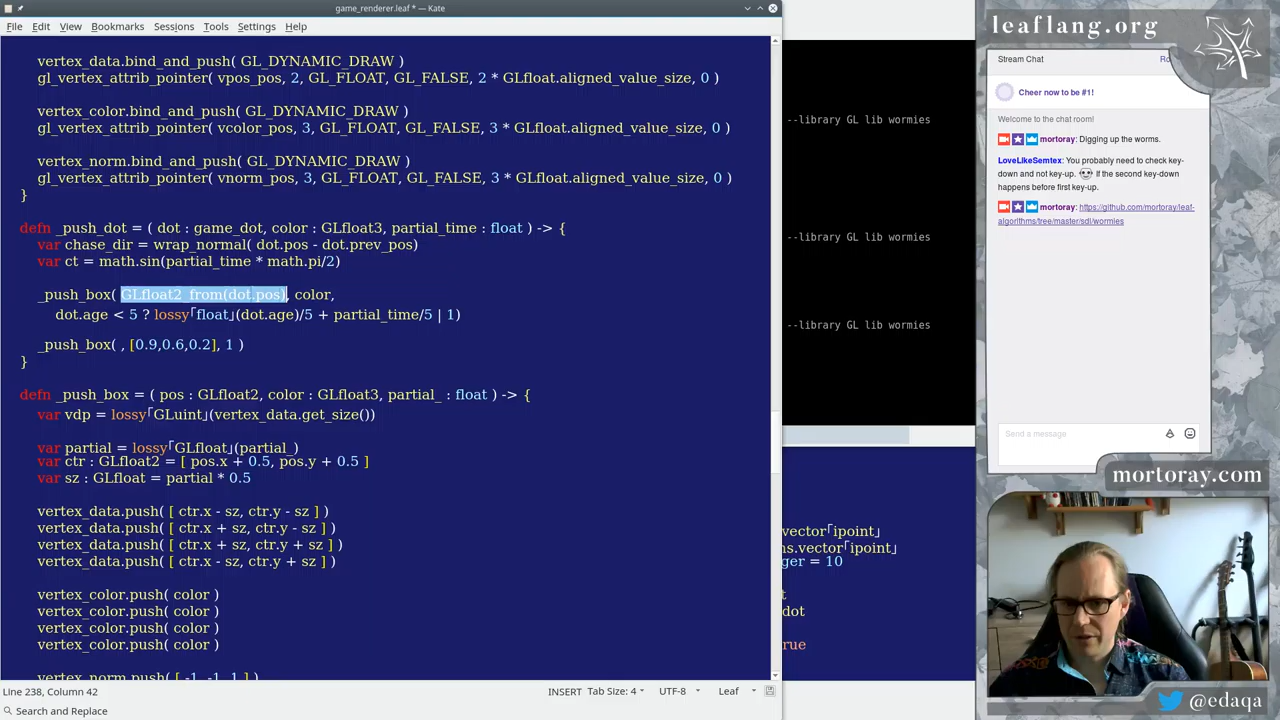 game_renderer.leaf * — Kate
File Edit View Bookmarks Sessions Tools Settings Help
vertex_data.bind_and_push( GL_DYNAMIC_DRAW )
gl_vertex_attrib_pointer( vpos_pos, 2, GL_FLOAT, GL_FALSE, 2 * GLfloat.aligned_value_size, 0 )
vertex_color.bind_and_push( GL_DYNAMIC_DRAW )
gl_vertex_attrib_pointer( vcolor_pos, 3, GL_FLOAT, GL_FALSE, 3 * GLfloat.aligned_value_size, 0 )
vertex_norm.bind_and_push( GL_DYNAMIC_DRAW )
gl_vertex_attrib_pointer( vnorm_pos, 3, GL_FLOAT, GL_FALSE, 3 * GLfloat.aligned_value_size, 0 )
}
defn _push_dot = ( dot : game_dot, color : GLfloat3, partial_time : float ) -> {
var chase_dir = wrap_normal( dot.pos - dot.prev_pos)
var ct = math.sin(partial_time * math.pi/2)
_push_box( GLfloat2_from(dot.pos), color,
dot.age < 5 ? lossy「float」(dot.age)/5 + partial_time/5 | 1)
_push_box( , [0.9,0.6,0.2], 1 )
}
defn _push_box = ( pos : GLfloat2, color : GLfloat3, partial_ : float ) -> {
var vdp = lossy「GLuint」(vertex_data.get_size())
var partial = lossy「GLfloat」(partial_)
var ctr : GLfloat2 = [ pos.x + 0.5, pos.y + 0.5 ]
var sz : GLfloat = partial * 0.5
vertex_data.push( [ ctr.x - sz, ctr.y - sz ] )
vertex_data.push( [ ctr.x + sz, ctr.y - sz ] )
vertex_data.push( [ ctr.x + sz, ctr.y + sz ] )
vertex_data.push( [ ctr.x - sz, ctr.y + sz ] )
vertex_color.push( color )
vertex_color.push( color )
vertex_color.push( color )
vertex_color.push( color )
vertex_norm.push( [ -1, -1, 1 ] )
Line 238, Column 42
INSERT Tab Size: 4 UTF-8 Leaf
Search and Replace
--library GL lib wormies
--library GL lib wormies
--library GL lib wormies
vector「ipoint」
ns.vector「ipoint」
ger = 10
t
dot
rue
leaflang.org
Stream Chat
Ro
Cheer now to be #1!
Welcome to the chat room!
mortoray: Digging up the worms.
LoveLikeSemtex: You probably need to check key-
down and not key-up. If the second key-down
happens before first key-up.
mortoray: https://github.com/mortoray/leaf-
algorithms/tree/master/sdl/wormies
Send a message
mortoray.com
@edaqa